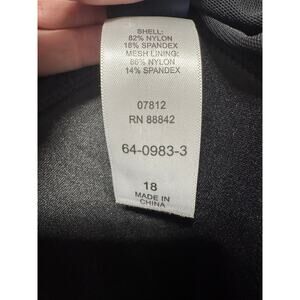 SHELL:
82% NYLON
18% SPANDEX
MESH LINING:
86% NYLON
14% SPANDEX
07812
RN 88842
64-0983-3
18
MADE IN
CHINA